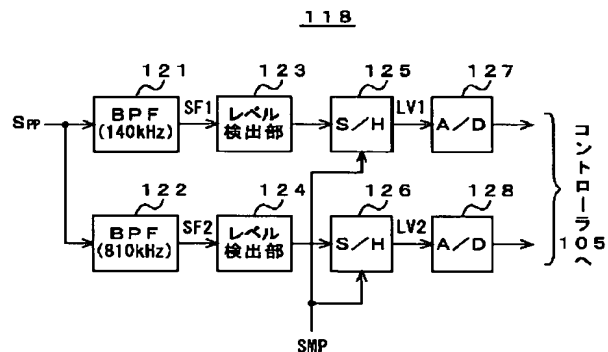 118
121
122
123
124
125
126
127
128
SPP
BPF
(140kHz)
SF1
レベル
検出部
S/H
LV1
A/D
BPF
(810kHz)
SF2
レベル
検出部
S/H
LV2
A/D
SMP
コントローラ
105へ